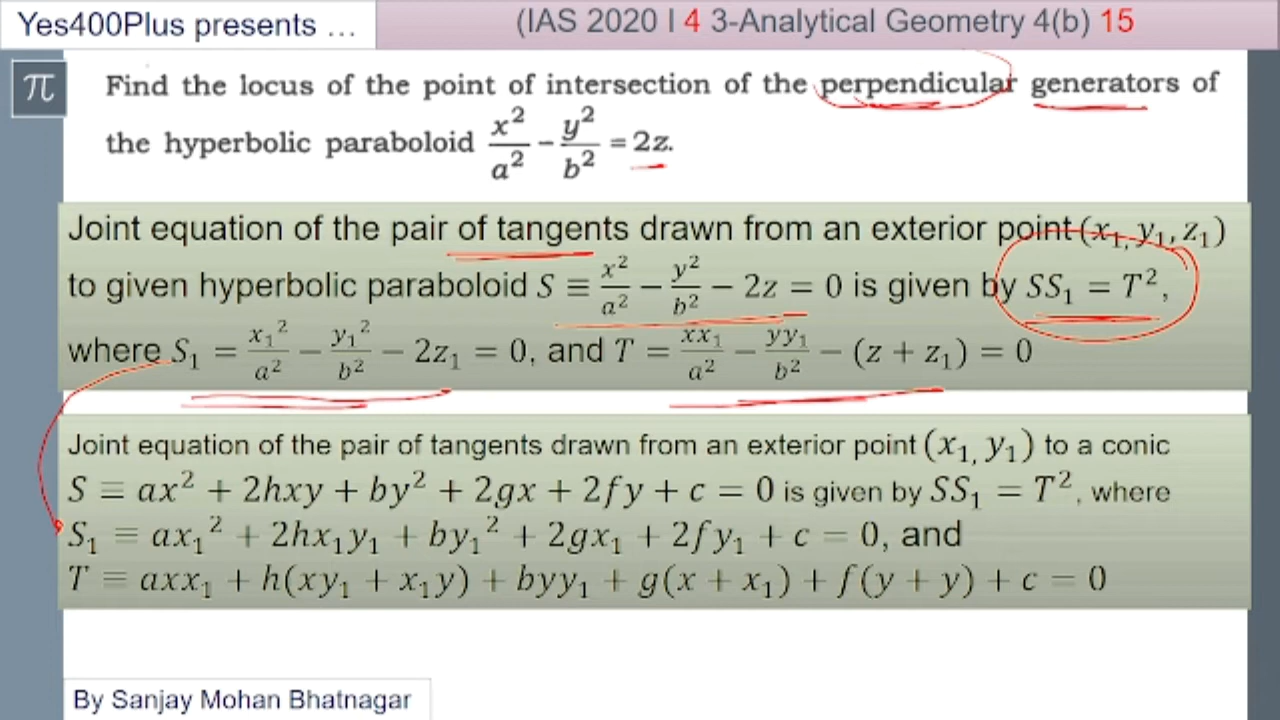 Yes400Plus presents ...
(IAS 2020 I 4 3-Analytical Geometry 4(b) 15
π
Find the locus of the point of intersection of the perpendicular generators of
the hyperbolic paraboloid x²/a² - y²/b² = 2z.
Joint equation of the pair of tangents drawn from an exterior point (x₁, y₁, z₁)
to given hyperbolic paraboloid S ≡ x²/a² − y²/b² − 2z = 0 is given by SS₁ = T²,
where S₁ = x₁²/a² − y₁²/b² − 2z₁ = 0, and T = xx₁/a² − yy₁/b² − (z + z₁) = 0
Joint equation of the pair of tangents drawn from an exterior point (x₁, y₁) to a conic
S ≡ ax² + 2hxy + by² + 2gx + 2fy + c = 0 is given by SS₁ = T², where
S₁ = ax₁² + 2hx₁y₁ + by₁² + 2gx₁ + 2fy₁ + c = 0, and
T = axx₁ + h(xy₁ + x₁y) + byy₁ + g(x + x₁) + f(y + y) + c = 0
By Sanjay Mohan Bhatnagar